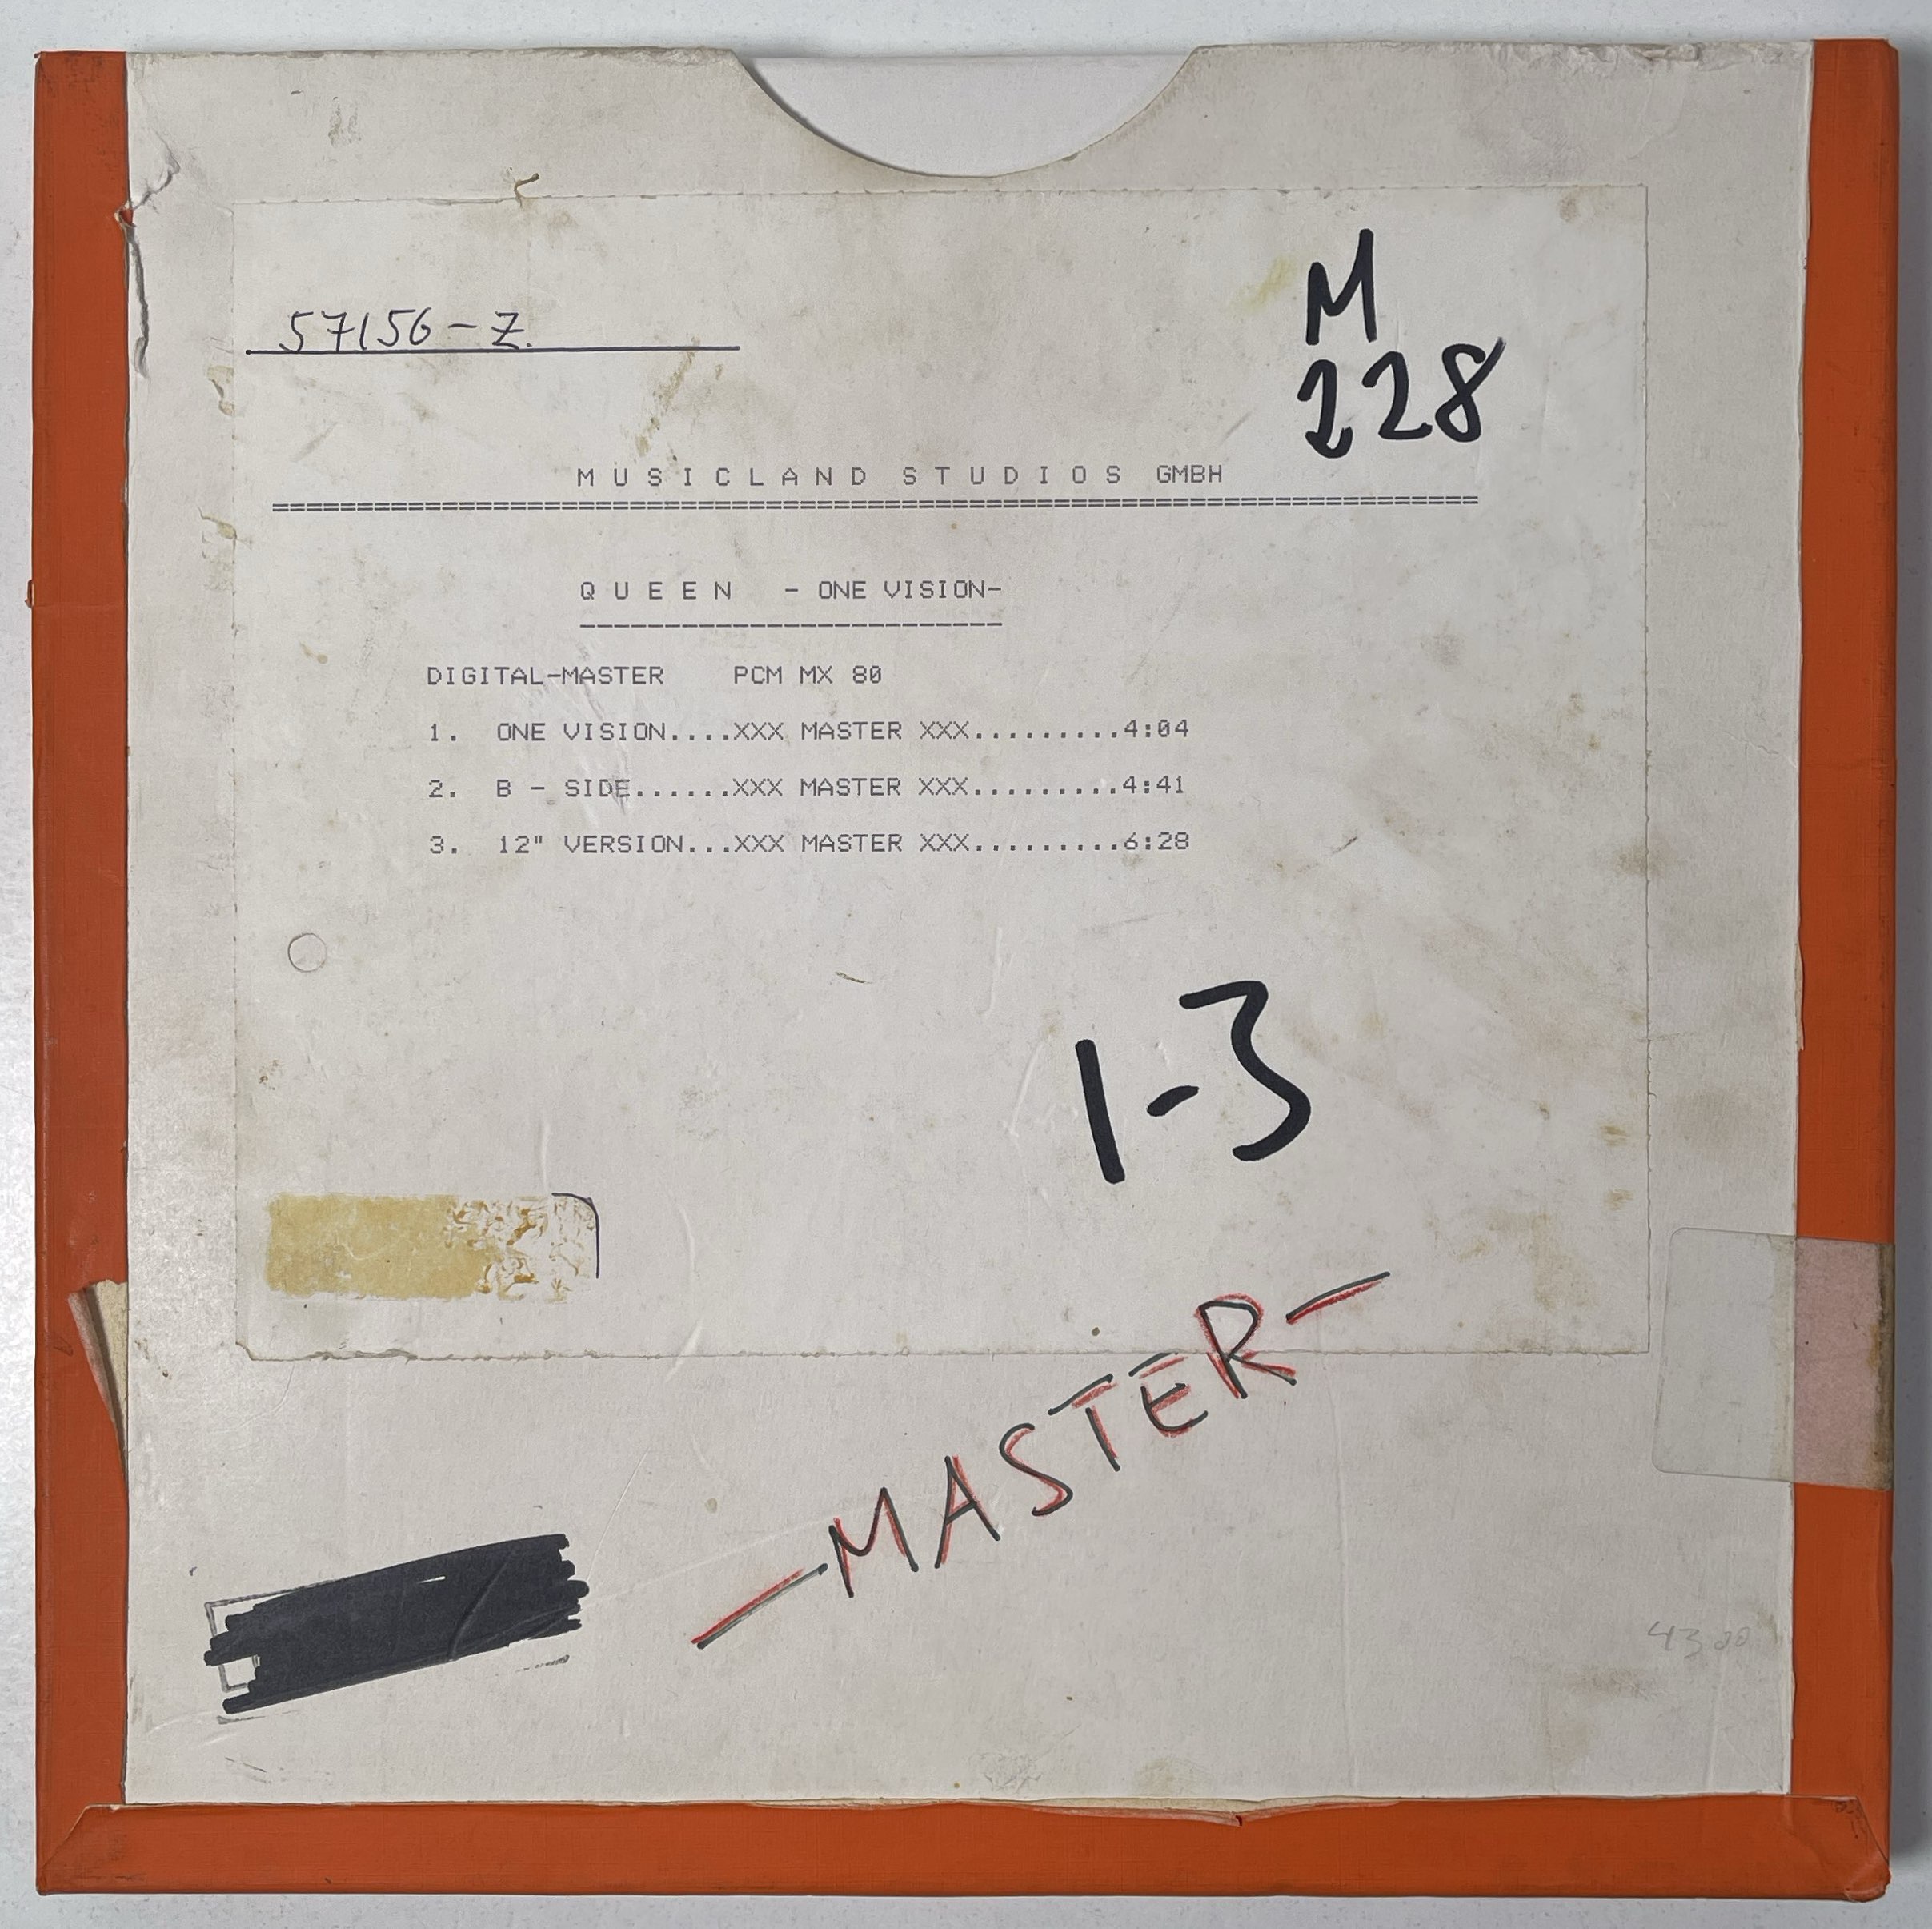 57156-Z.
M
228
MUSICLAND STUDIOS GMBH
QUEEN -ONE VISION-
DIGITAL-MASTER PCM MX 80
1. ONE VISION....XXX MASTER XXX.........4:04
2. B - SIDE......XXX MASTER XXX.........4:41
3. 12" VERSION...XXX MASTER XXX.........6:28
1-3
-MASTER-